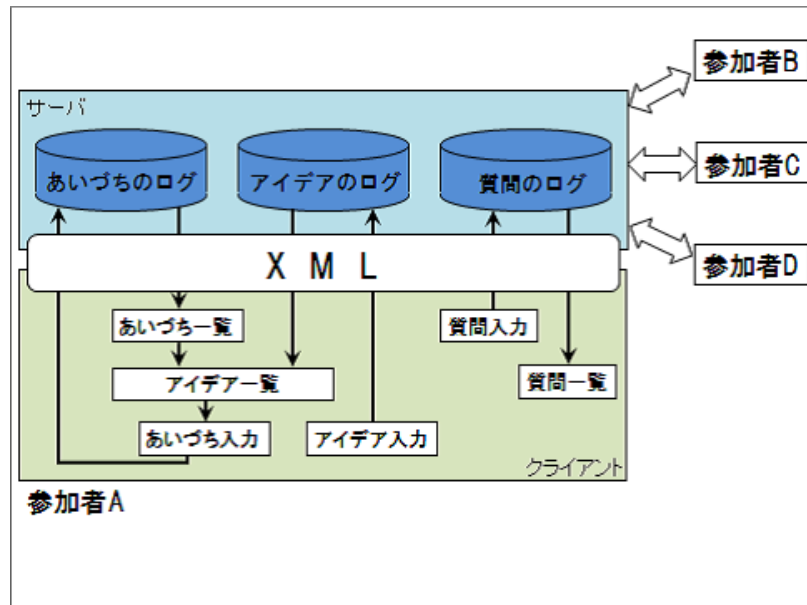 参加者B
サーバ
あいづちのログ
アイデアのログ
質問のログ
参加者C
X M L
参加者D
あいづち一覧
質問入力
アイデア一覧
質問一覧
あいづち入力
アイデア入力
クライアント
参加者A